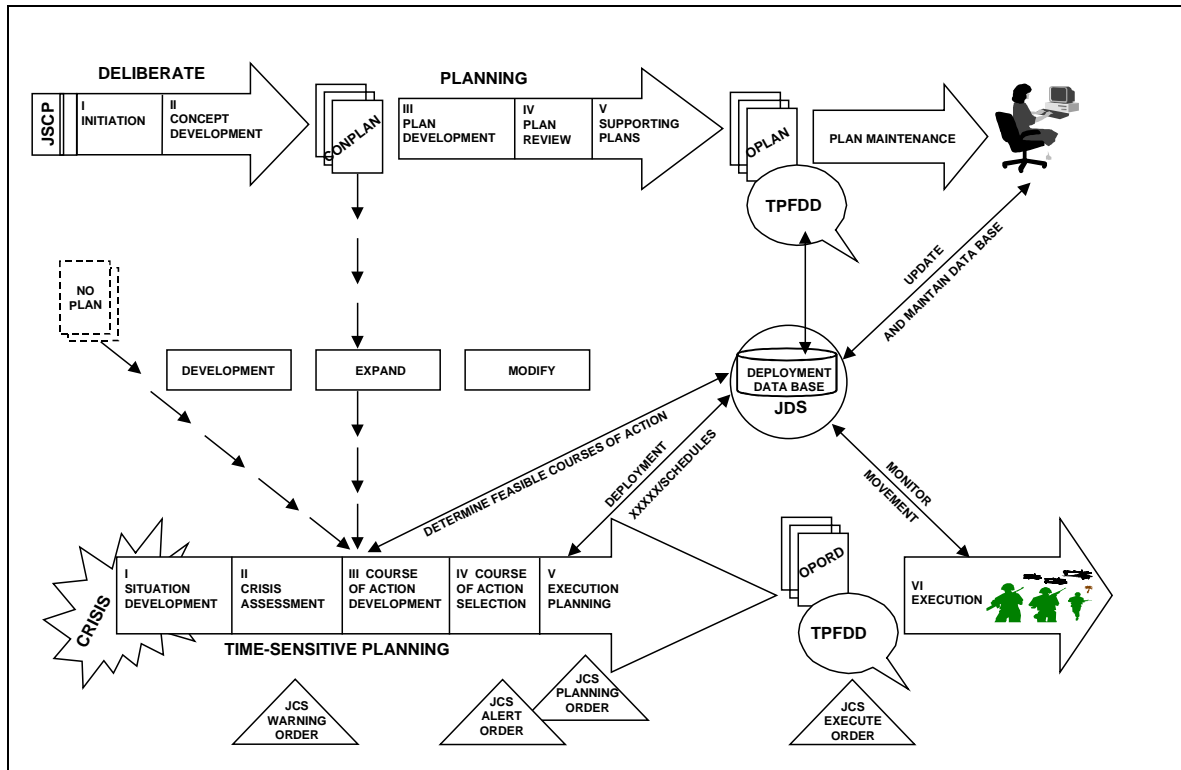 DELIBERATE
PLANNING
JSCP
I
INITIATION
II
CONCEPT
DEVELOPMENT
CONPLAN
III
PLAN
DEVELOPMENT
IV
PLAN
REVIEW
V
SUPPORTING
PLANS
OPLAN
TPFDD
PLAN MAINTENANCE
UPDATE
AND MAINTAIN DATA BASE
NO
PLAN
DEVELOPMENT
EXPAND
MODIFY
DEPLOYMENT
DATA BASE
JDS
DETERMINE FEASIBLE COURSES OF ACTION
DEPLOYMENT
XXXXX/SCHEDULES
MONITOR
MOVEMENT
CRISIS
I
SITUATION
DEVELOPMENT
II
CRISIS
ASSESSMENT
III COURSE
OF ACTION
DEVELOPMENT
IV COURSE
OF ACTION
SELECTION
V
EXECUTION
PLANNING
TIME-SENSITIVE PLANNING
OPORD
TPFDD
VI
EXECUTION
JCS
WARNING
ORDER
JCS
ALERT
ORDER
JCS
PLANNING
ORDER
JCS
EXECUTE
ORDER